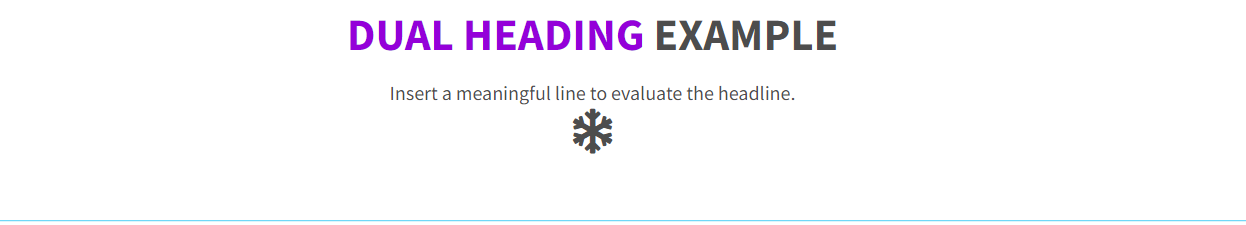 DUAL HEADING EXAMPLE
Insert a meaningful line to evaluate the headline.